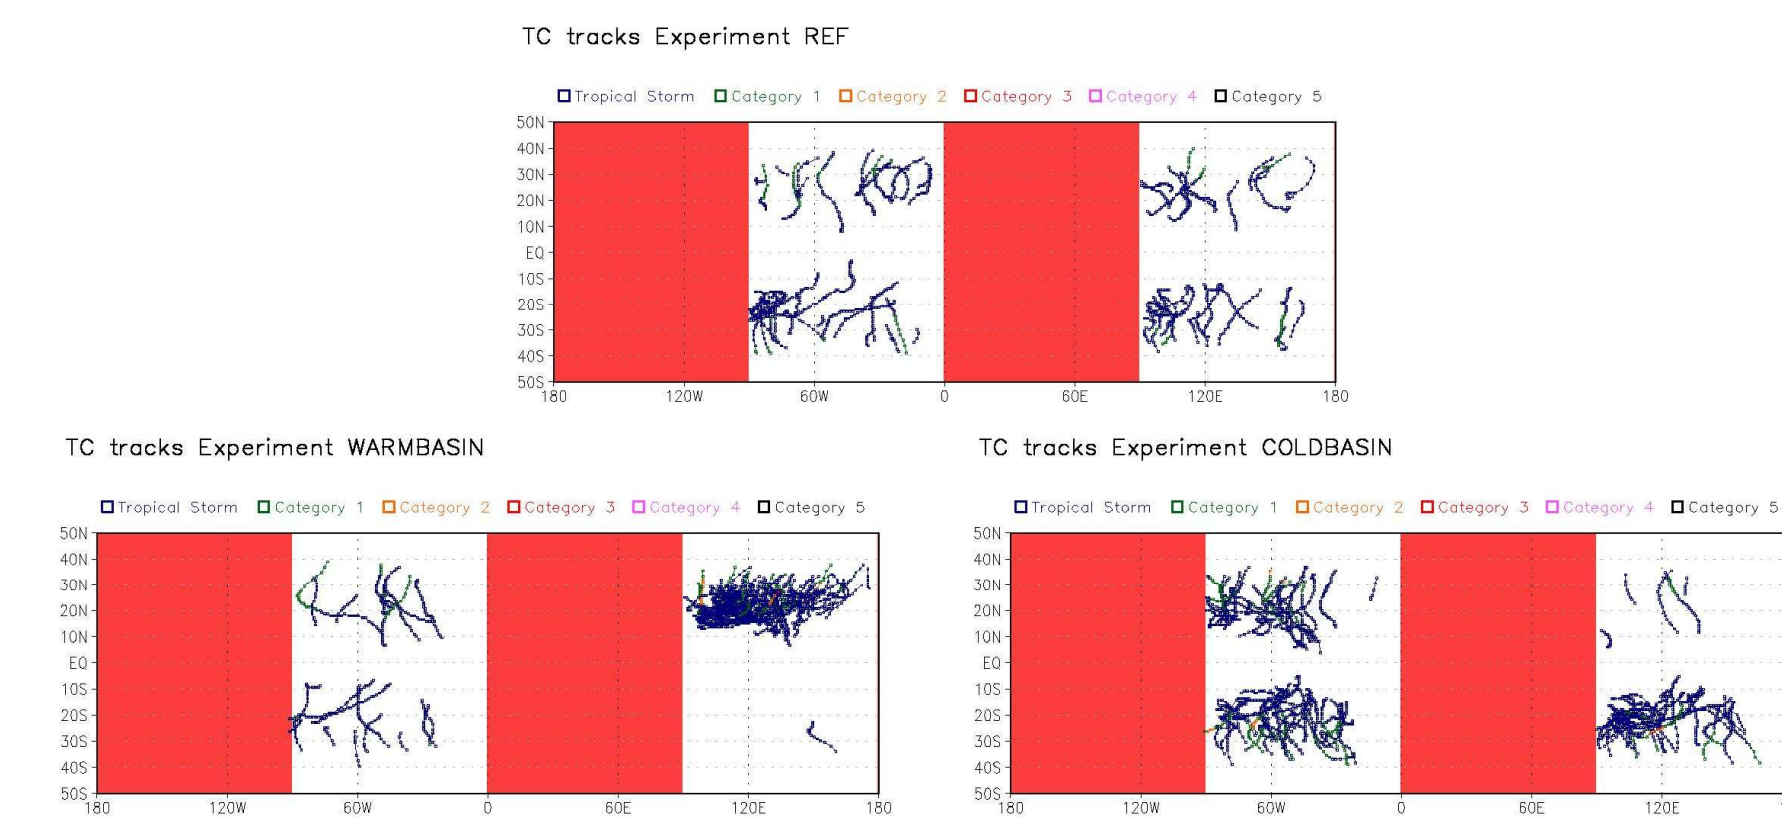 TC tracks Experiment REF
Tropical Storm Category 1 Category 2 Category 3 Category 4 Category 5
50N
40N
30N
20N
10N
EQ
10S
20S
30S
40S
50S
180 120W 60W 0 60E 120E 180
TC tracks Experiment WARMBASIN
Tropical Storm Category 1 Category 2 Category 3 Category 4 Category 5
50N
40N
30N
20N
10N
EQ
10S
20S
30S
40S
50S
180 120W 60W 0 60E 120E 180
TC tracks Experiment COLDBASIN
Tropical Storm Category 1 Category 2 Category 3 Category 4 Category 5
50N
40N
30N
20N
10N
EQ
10S
20S
30S
40S
50S
180 120W 60W 0 60E 120E